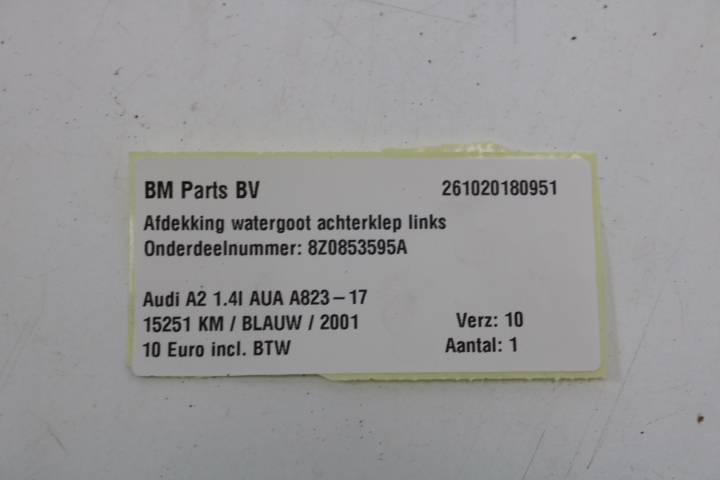 BM Parts BV 261020180951
Afdekking watergoot achterklep links
Onderdeelnummer: 8Z0853595A
Audi A2 1.4I AUA A823-17
15251 KM / BLAUW / 2001 Verz: 10
10 Euro incl. BTW Aantal: 1